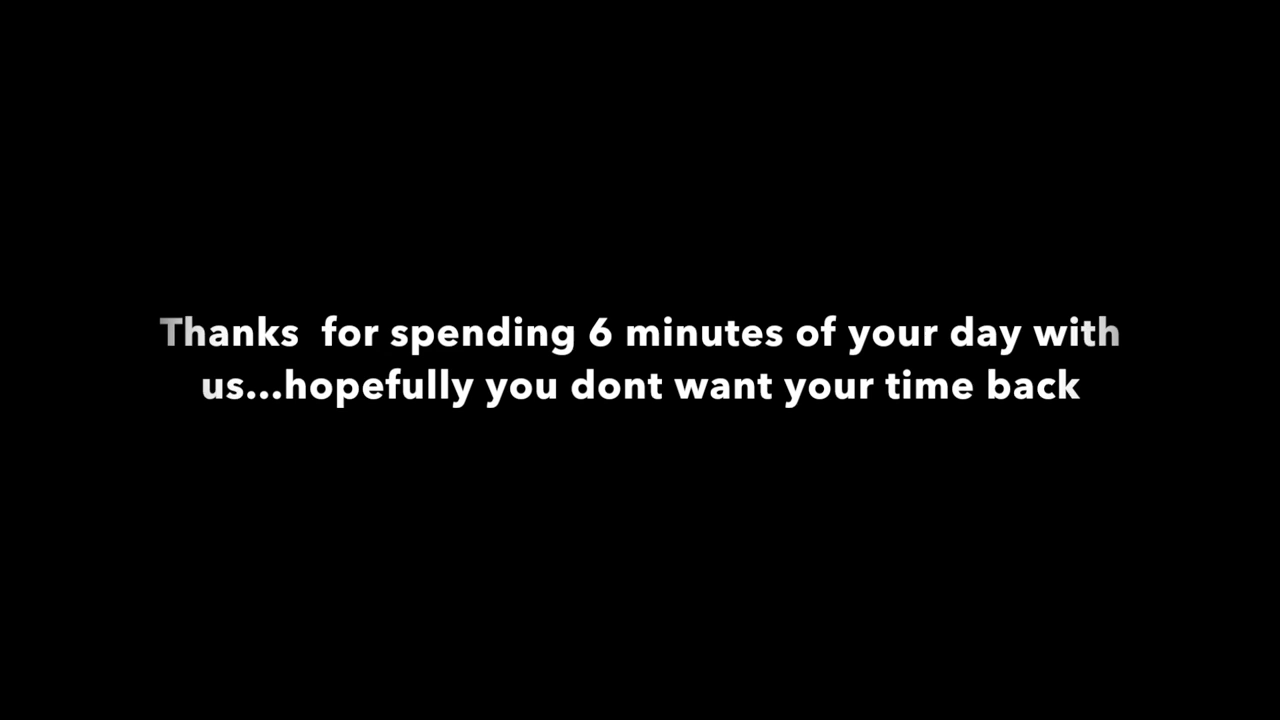 Thanks  for spending 6 minutes of your day with
us...hopefully you dont want your time back